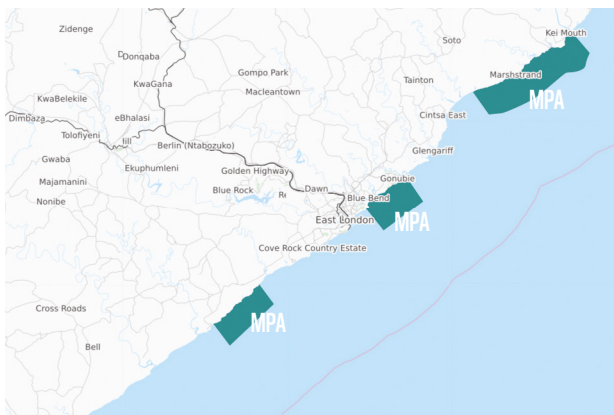 Zidenge
Kei Mouth
Soto
Donqaba
Gompo Park
Marshstrand
KwaGana
Tainton
Macleantown
MPA
KwaBelekile
Cintsa East
Dimbaza
eBhalasi
Tolofiyeni
Berlin (Ntabozuko)
Glengariff
Gwaba
Ekuphumleni
Golden Highway
Gonubie
Majamanini
Blue Rock
Dawn
Blue Bend
Nonibe
East London
MPA
Cove Rock Country Estate
Cross Roads
MPA
Bell